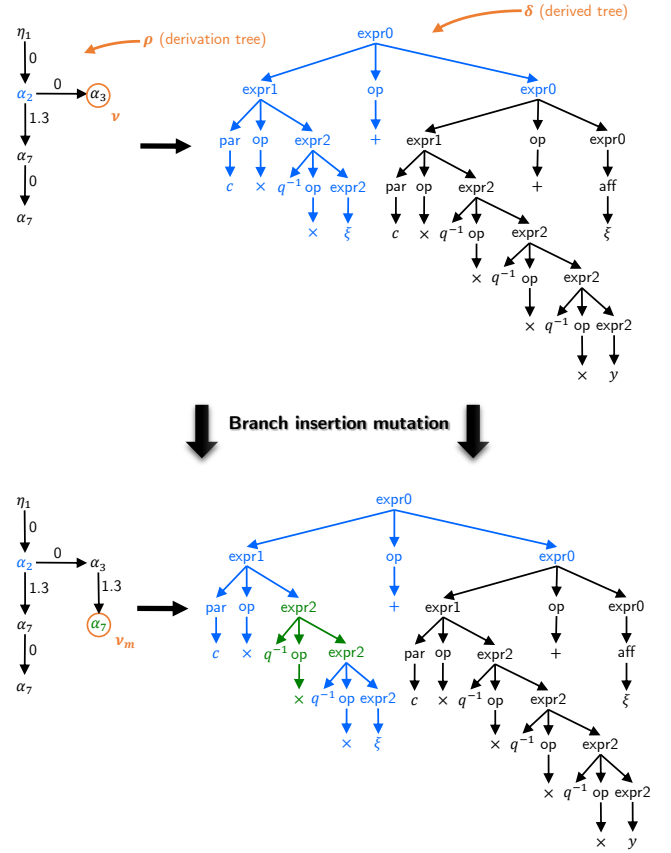 η₁
δ (derived tree)
0
ρ (derivation tree)
expr0
α₂ 0 α₃
ν
expr1 op expr0
1.3
par op expr2 + expr1 op expr0
α₇
0
c × q⁻¹ op expr2 par op expr2 + aff
α₇
× ξ c × q⁻¹ op expr2 ξ
× q⁻¹ op expr2
× q⁻¹ op expr2
× y
Branch insertion mutation
η₁
expr0
0
α₂ 0 α₃
expr1 op expr0
1.3 1.3
par op expr2 + expr1 op expr0
α₇ α₇
νₘ
0
c × q⁻¹ op expr2 par op expr2 + aff
α₇
× q⁻¹ op expr2 c × q⁻¹ op expr2 ξ
× ξ × q⁻¹ op expr2
× q⁻¹ op expr2
× y